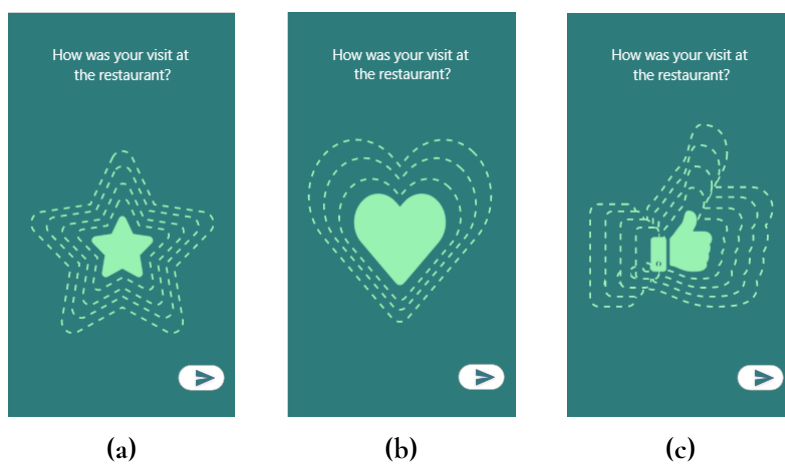 How was your visit at
the restaurant?
How was your visit at
the restaurant?
How was your visit at
the restaurant?
(a)
(b)
(c)